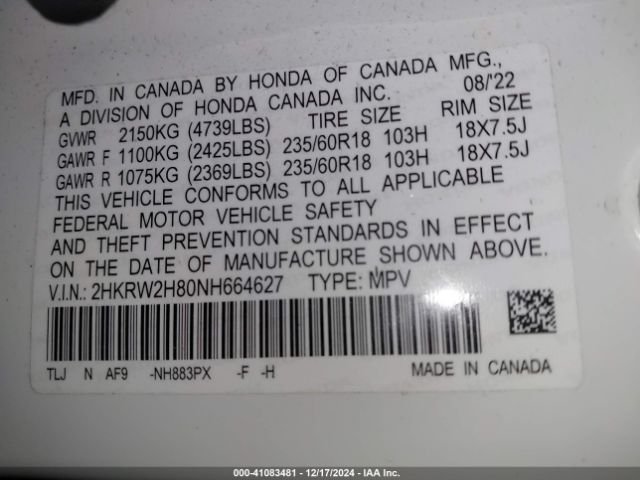 MFD. IN CANADA BY HONDA OF CANADA MFG.,
A DIVISION OF HONDA CANADA INC. 08/'22
GVWR 2150KG (4739LBS) TIRE SIZE RIM SIZE
GAWR F 1100KG (2425LBS) 235/60R18 103H 18X7.5J
GAWR R 1075KG (2369LBS) 235/60R18 103H 18X7.5J
THIS VEHICLE CONFORMS TO ALL APPLICABLE
FEDERAL MOTOR VEHICLE SAFETY
AND THEFT PREVENTION STANDARDS IN EFFECT
ON THE DATE OF MANUFACTURE SHOWN ABOVE.
V.I.N.: 2HKRW2H80NH664627 TYPE: MPV
TLJ N AF9 -NH883PX -F -H MADE IN CANADA
000-41083481 | 12/17/2024 | IAA Inc.